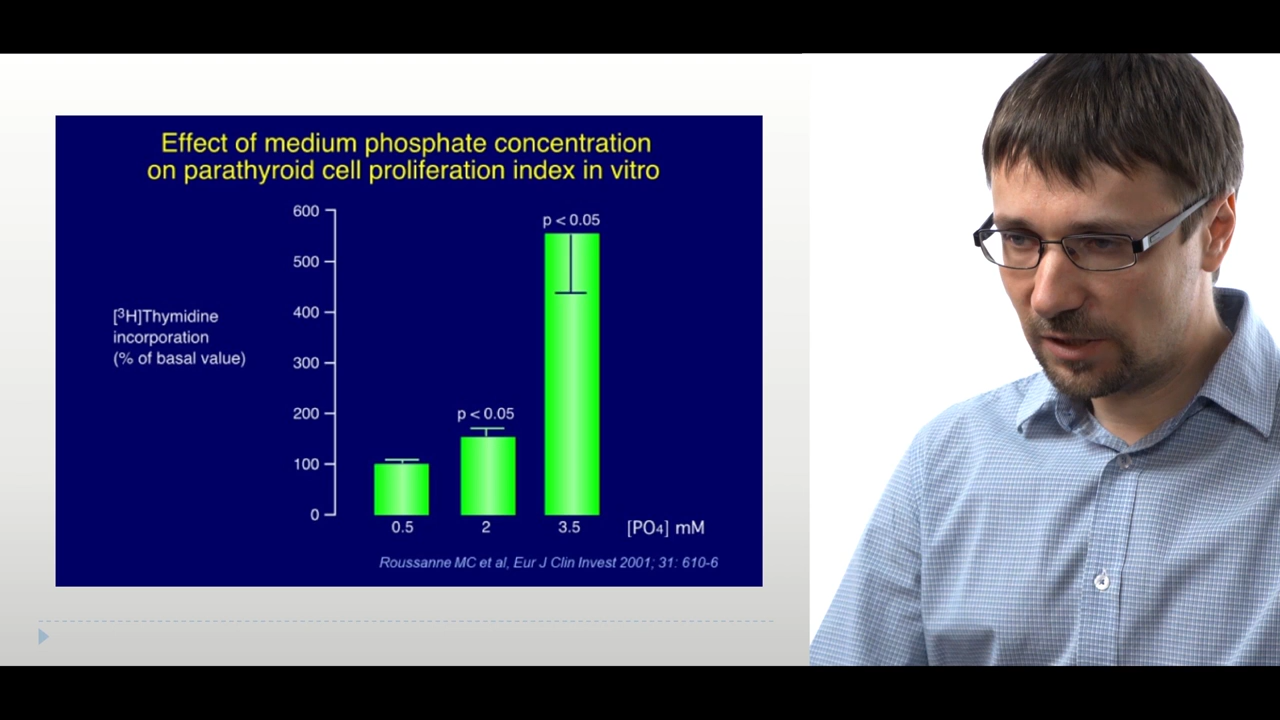 Effect of medium phosphate concentration
on parathyroid cell proliferation index in vitro
600
500
400
300
200
100
0
[³H]Thymidine
incorporation
(% of basal value)
p < 0.05
p < 0.05
0.5
2
3.5
[PO₄] mM
Roussanne MC et al, Eur J Clin Invest 2001; 31: 610-6